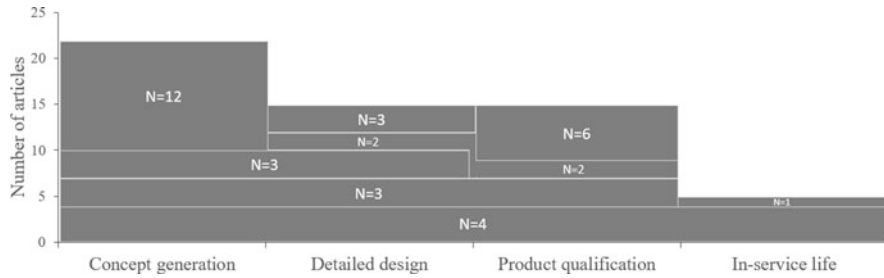 Number of articles
25
20
15
10
5
0
N=12
N=3
N=2
N=6
N=3
N=2
N=3
N=1
N=4
Concept generation
Detailed design
Product qualification
In-service life